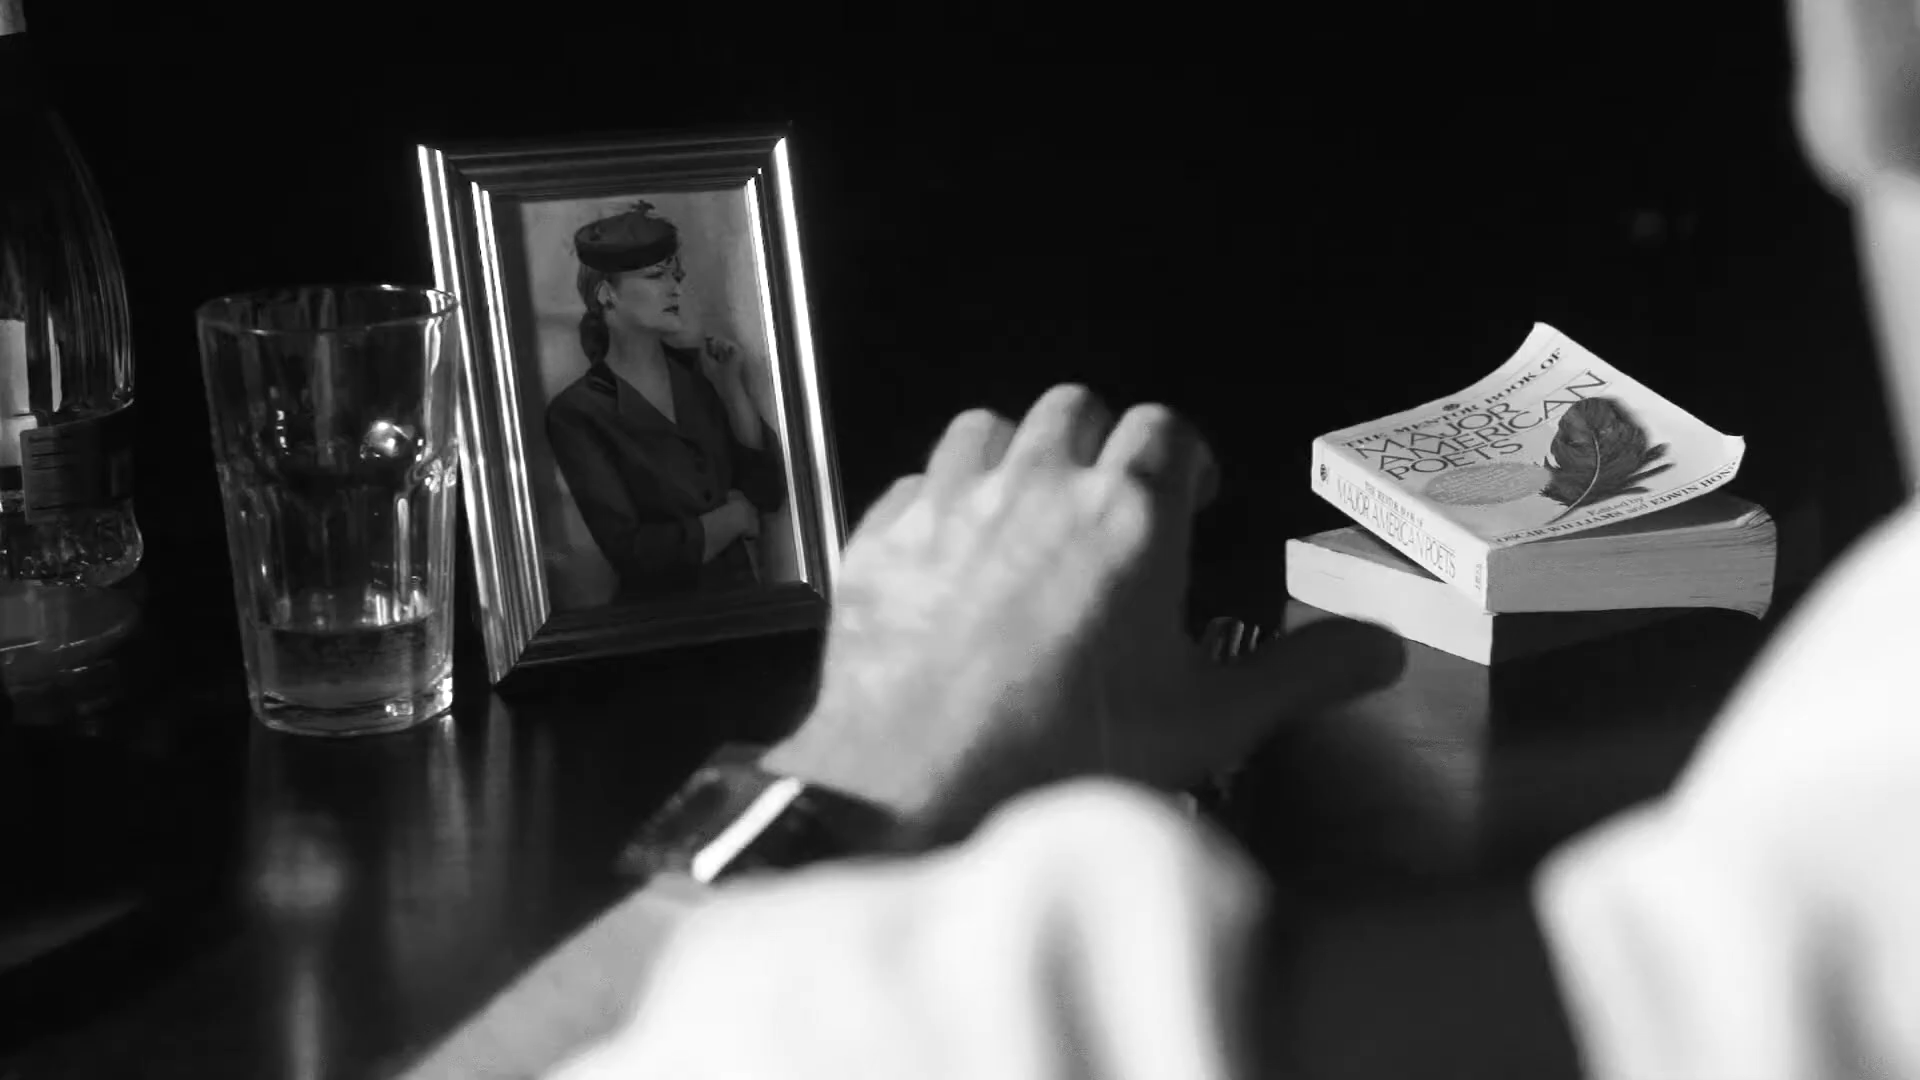 THE MENTOR BOOK OF
MAJOR
AMERICAN
POETS
Edited by
OSCAR WILLIAMS and EDWIN HONIG
MAJOR AMERICAN POETS